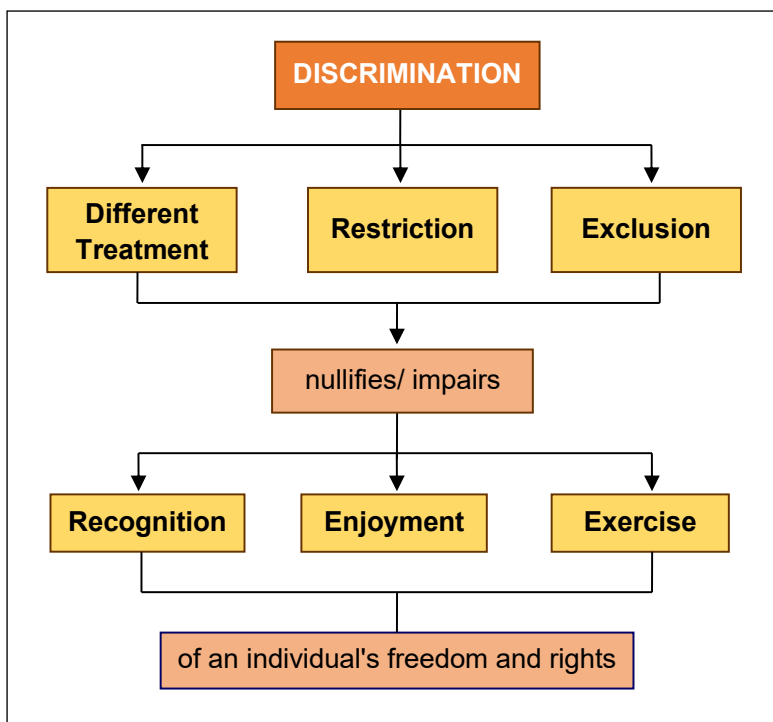 DISCRIMINATION
Different
Treatment
Restriction
Exclusion
nullifies/ impairs
Recognition
Enjoyment
Exercise
of an individual's freedom and rights